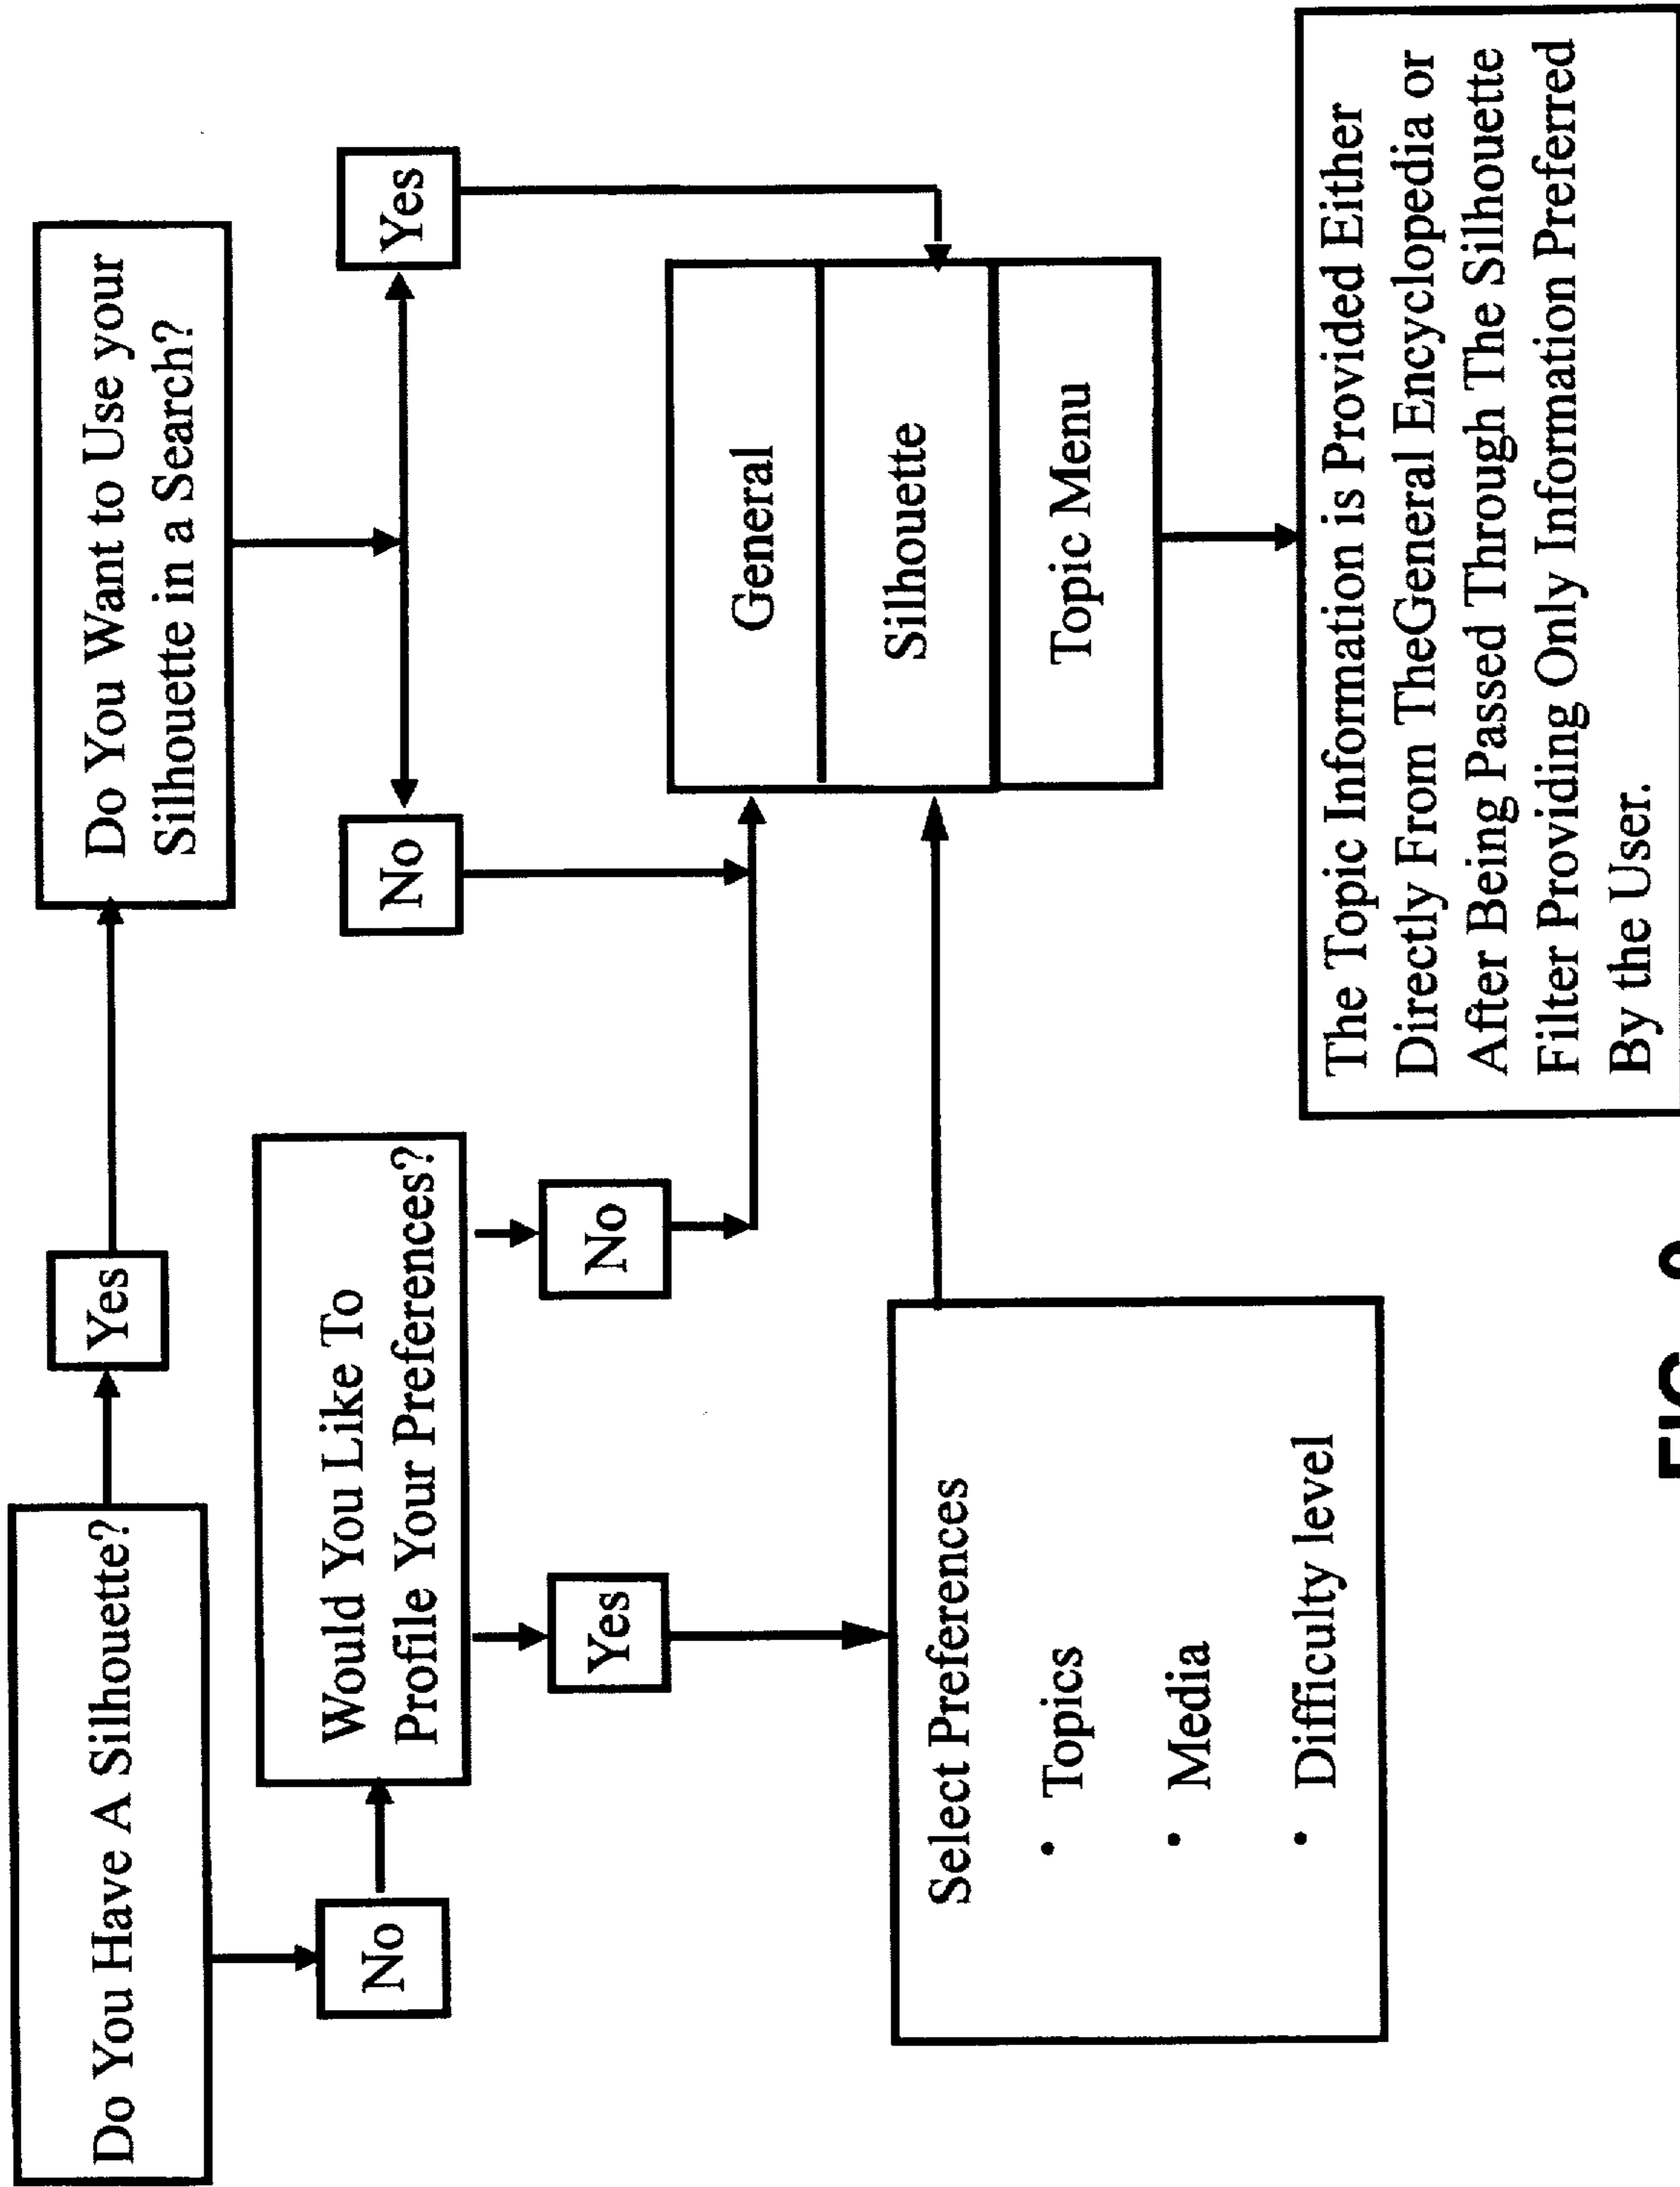 Do You Have A Silhouette?
Yes
Do You Want to Use your
Silhouette in a Search?
No
Would You Like To
Profile Your Preferences?
No
Yes
Yes
No
Select Preferences
• Topics
• Media
• Difficulty level
General
Silhouette
Topic Menu
The Topic Information is Provided Either
Directly From TheGeneral Encyclopedia or
After Being Passed Through The Silhouette
Filter Providing Only Information Preferred
By the User.